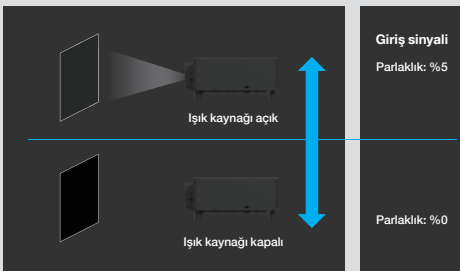 Giriş sinyali
Parlaklık: %5
Işık kaynağı açık
Parlaklık: %0
Işık kaynağı kapalı